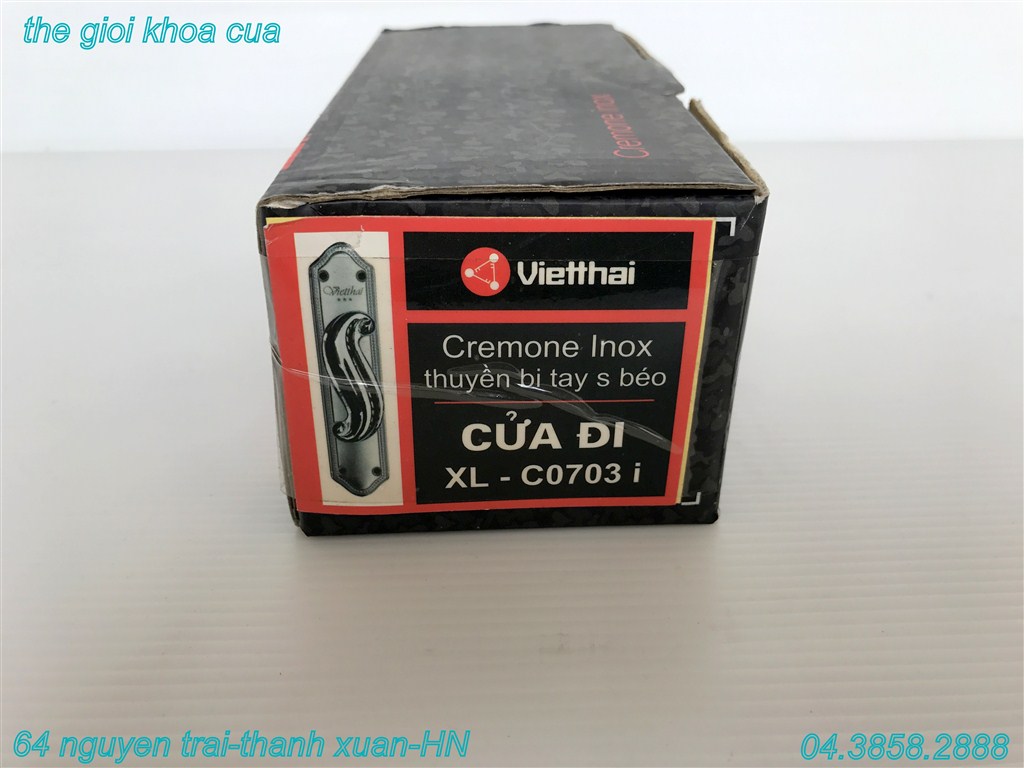 the gioi khoa cua
Cremone inox
Vietthai
Vietthai
Cremone Inox
thuyền bi tay s béo
CỬA ĐI
XL - C0703 i
64 nguyen trai-thanh xuan-HN
04.3858.2888